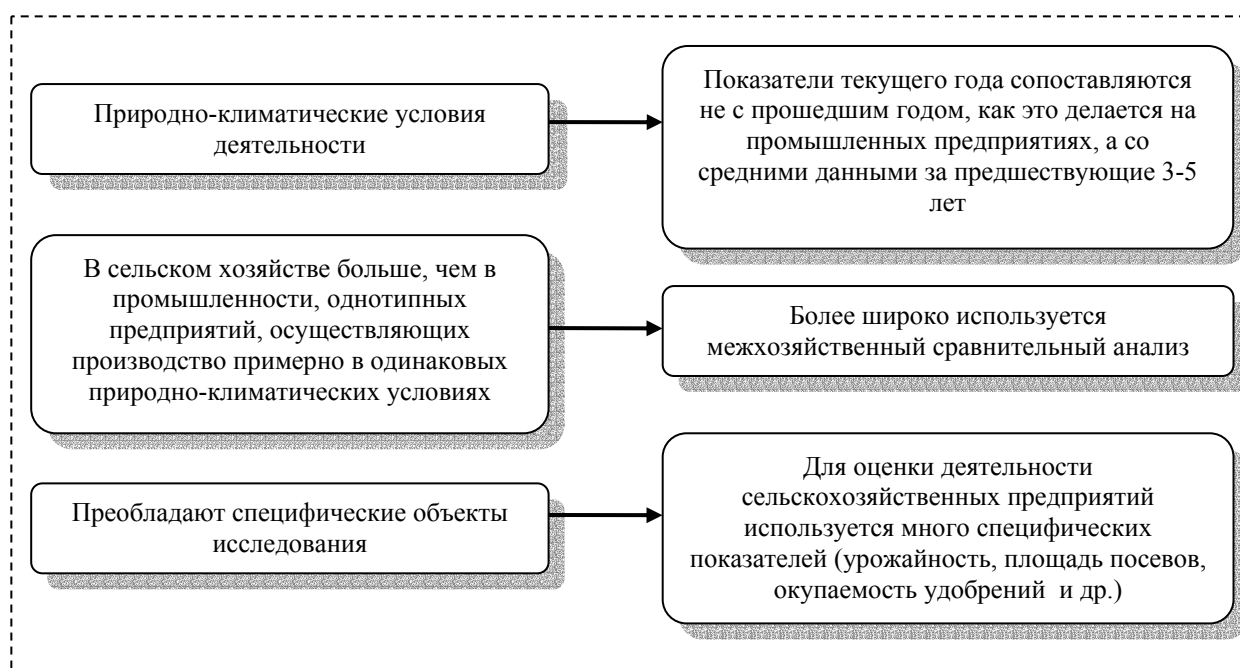 Природно-климатические условия
деятельности
Показатели текущего года сопоставляются
не с прошедшим годом, как это делается на
промышленных предприятиях, а со
средними данными за предшествующие 3-5
лет
В сельском хозяйстве больше, чем в
промышленности, однотипных
предприятий, осуществляющих
производство примерно в одинаковых
природно-климатических условиях
Более широко используется
межхозяйственный сравнительный анализ
Преобладают специфические объекты
исследования
Для оценки деятельности
сельскохозяйственных предприятий
используется много специфических
показателей (урожайность, площадь посевов,
окупаемость удобрений и др.)